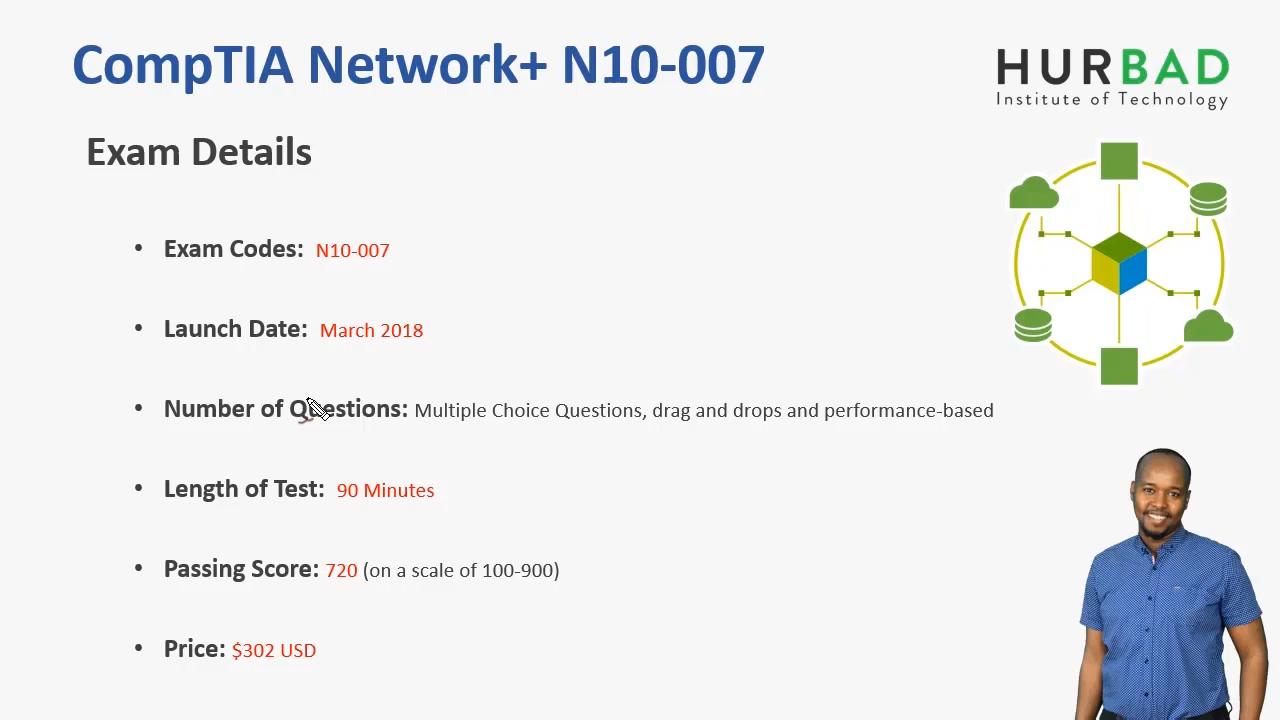 CompTIA Network+ N10-007
HURBAD
Institute of Technology
Exam Details
• Exam Codes: N10-007
• Launch Date: March 2018
• Number of Questions: Multiple Choice Questions, drag and drops and performance-based
• Length of Test: 90 Minutes
• Passing Score: 720 (on a scale of 100-900)
• Price: $302 USD